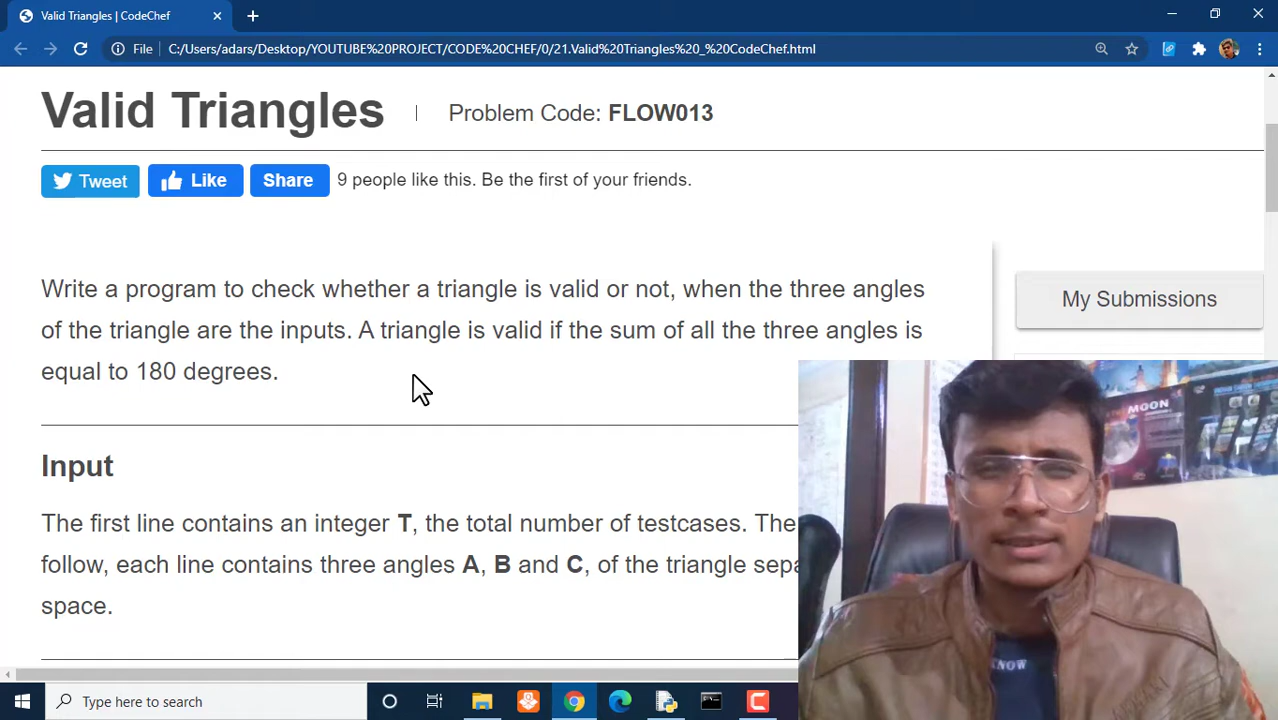 Valid Triangles | CodeChef
File
C:/Users/adars/Desktop/YOUTUBE%20PROJECT/CODE%20CHEF/0/21.Valid%20Triangles%20_%20CodeChef.html
Valid Triangles
Problem Code: FLOW013
Tweet
Like
Share
9 people like this. Be the first of your friends.
Write a program to check whether a triangle is valid or not, when the three angles
of the triangle are the inputs. A triangle is valid if the sum of all the three angles is
equal to 180 degrees.
My Submissions
Input
The first line contains an integer T, the total number of testcases. The
follow, each line contains three angles A, B and C, of the triangle sepa
space.
MOON
KNOW
Type here to search